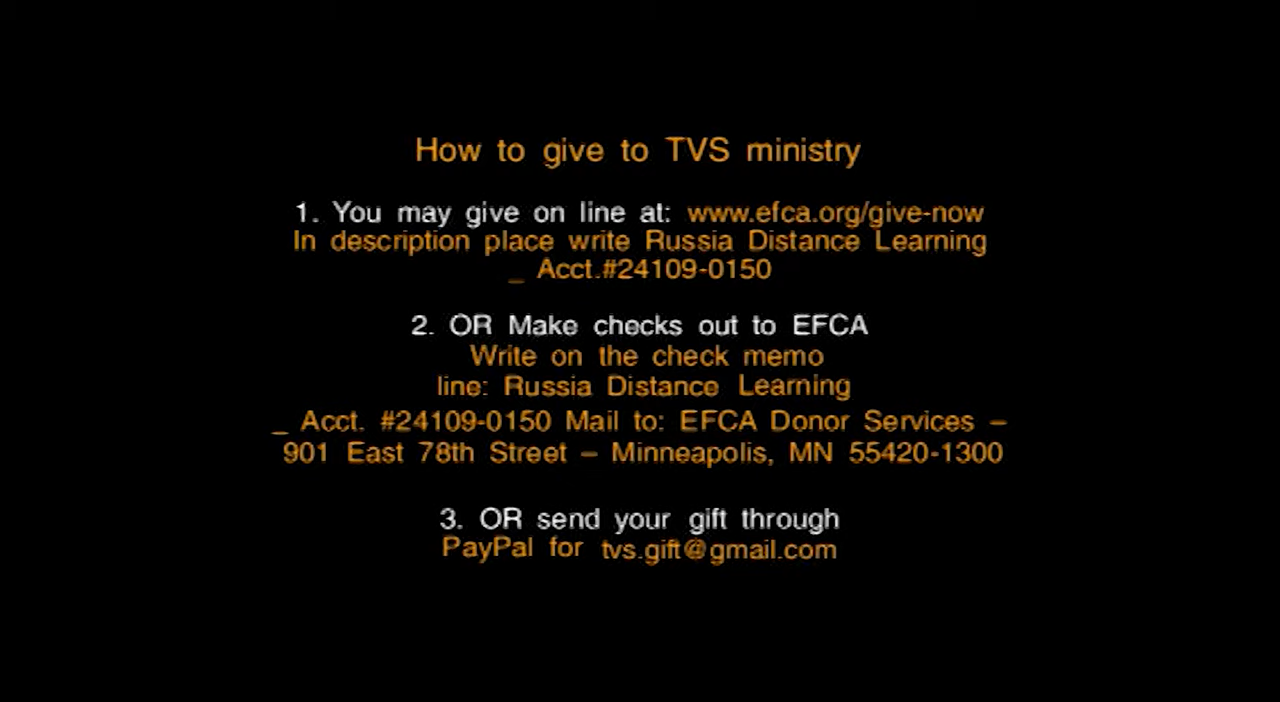 How to give to TVS ministry
1. You may give on line at: www.efca.org/give-now
In description place write Russia Distance Learning
_ Acct.#24109-0150
2. OR Make checks out to EFCA
Write on the check memo
line: Russia Distance Learning
_ Acct. #24109-0150 Mail to: EFCA Donor Services –
901 East 78th Street – Minneapolis, MN 55420-1300
3. OR send your gift through
PayPal for tvs.gift@gmail.com